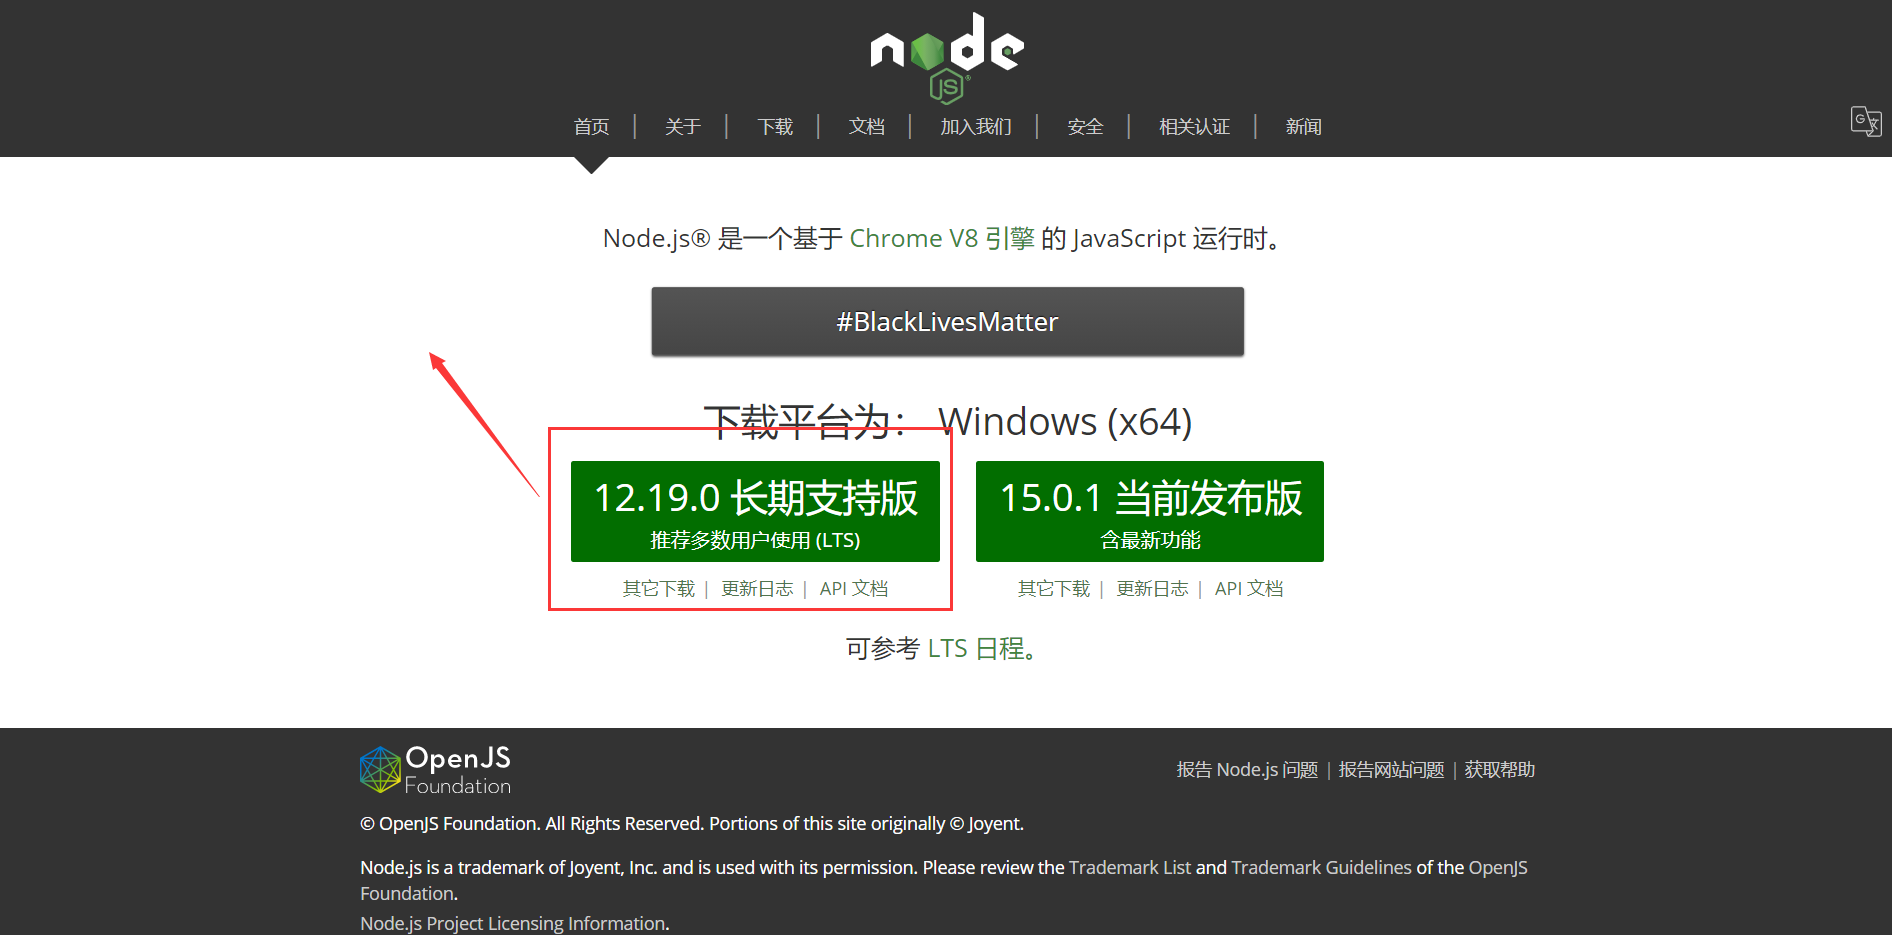 node
JS
首页 | 关于 | 下载 | 文档 | 加入我们 | 安全 | 相关认证 | 新闻
Node.js® 是一个基于 Chrome V8 引擎 的 JavaScript 运行时。
#BlackLivesMatter
下载平台为： Windows (x64)
12.19.0 长期支持版
推荐多数用户使用 (LTS)
其它下载 | 更新日志 | API 文档
15.0.1 当前发布版
含最新功能
其它下载 | 更新日志 | API 文档
可参考 LTS 日程。
OpenJS
Foundation
报告 Node.js 问题 | 报告网站问题 | 获取帮助
© OpenJS Foundation. All Rights Reserved. Portions of this site originally © Joyent.
Node.js is a trademark of Joyent, Inc. and is used with its permission. Please review the Trademark List and Trademark Guidelines of the OpenJS
Foundation.
Node.js Project Licensing Information.